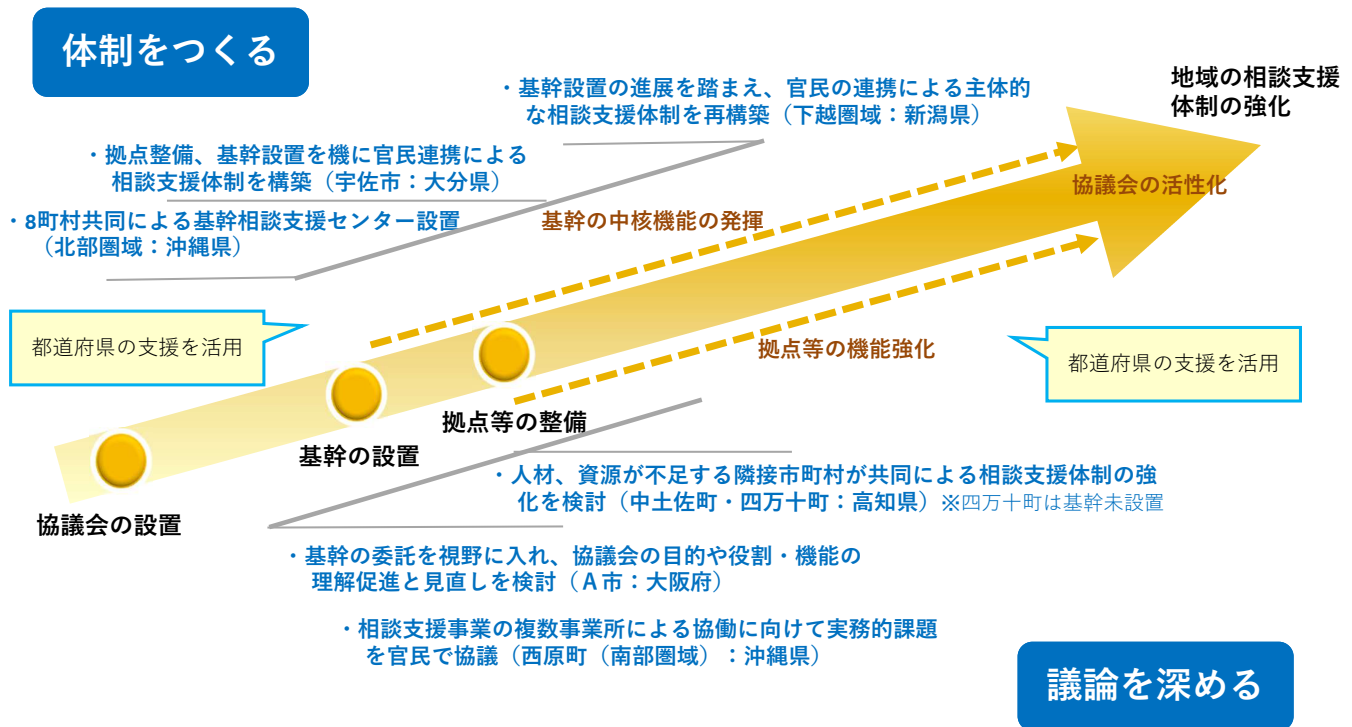 体制をつくる
・基幹設置の進展を踏まえ、官民の連携による主体的
な相談支援体制を再構築（下越圏域：新潟県）
地域の相談支援
体制の強化
・拠点整備、基幹設置を機に官民連携による
相談支援体制を構築（宇佐市：大分県）
・8町村共同による基幹相談支援センター設置
（北部圏域：沖縄県）
基幹の中核機能の発揮
協議会の活性化
都道府県の支援を活用
拠点等の機能強化
都道府県の支援を活用
拠点等の整備
基幹の設置
協議会の設置
・人材、資源が不足する隣接市町村が共同による相談支援体制の強
化を検討（中土佐町・四万十町：高知県）※四万十町は基幹未設置
・基幹の委託を視野に入れ、協議会の目的や役割・機能の
理解促進と見直しを検討（Ａ市：大阪府）
・相談支援事業の複数事業所による協働に向けて実務的課題
を官民で協議（西原町（南部圏域）：沖縄県）
議論を深める